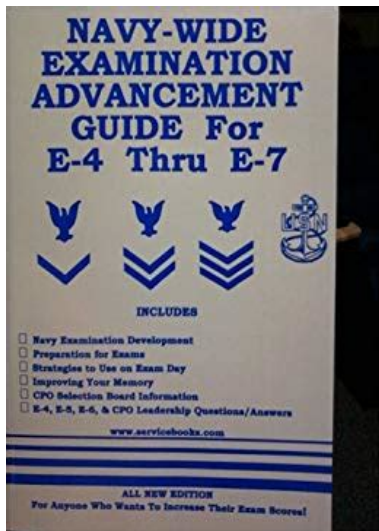 NAVY-WIDE
EXAMINATION
ADVANCEMENT
GUIDE For
E-4 Thru E-7
USN
INCLUDES
Navy Examination Development
Preparation for Exams
Strategies to Use on Exam Day
Improving Your Memory
CPO Selection Board Information
E-4, E-5, E-6, & CPO Leadership Questions/Answers
www.servicebooks.com
ALL NEW EDITION
For Anyone Who Wants To Increase Their Exam Scores!